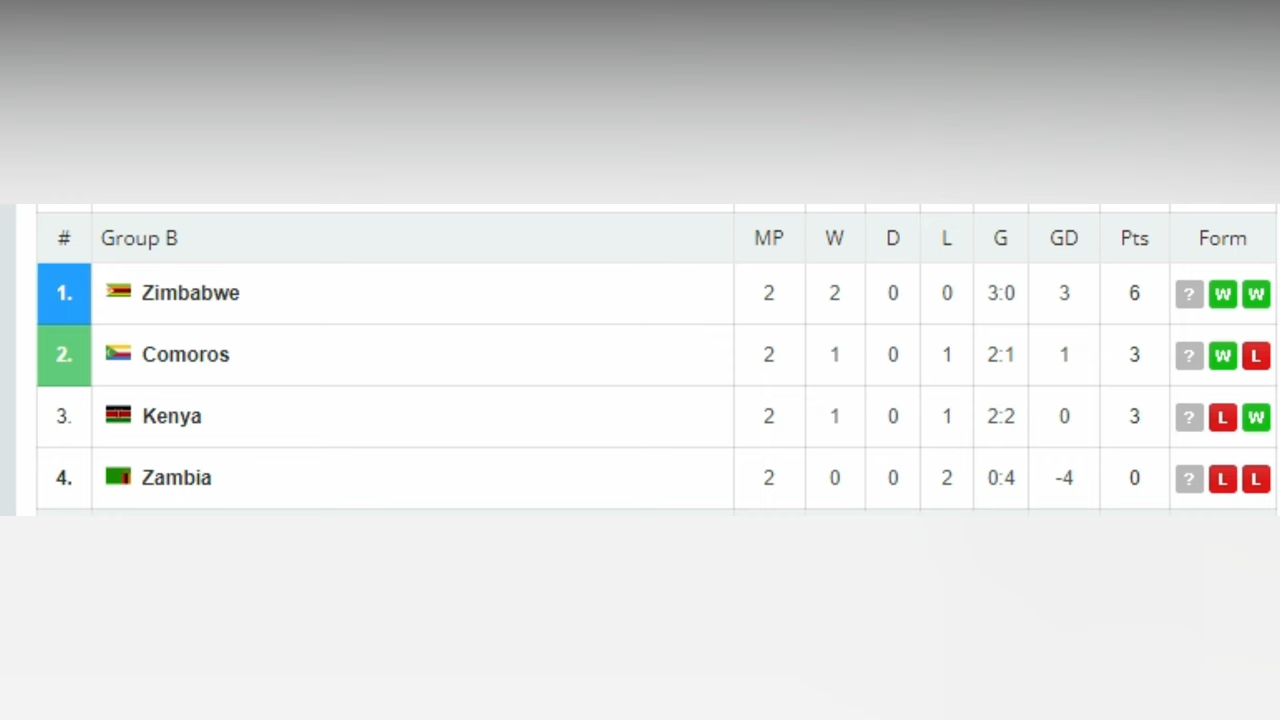 # Group B MP W D L G GD Pts Form
1. Zimbabwe 2 2 0 0 3:0 3 6 ? W W
2. Comoros 2 1 0 1 2:1 1 3 ? W L
3. Kenya 2 1 0 1 2:2 0 3 ? L W
4. Zambia 2 0 0 2 0:4 -4 0 ? L L